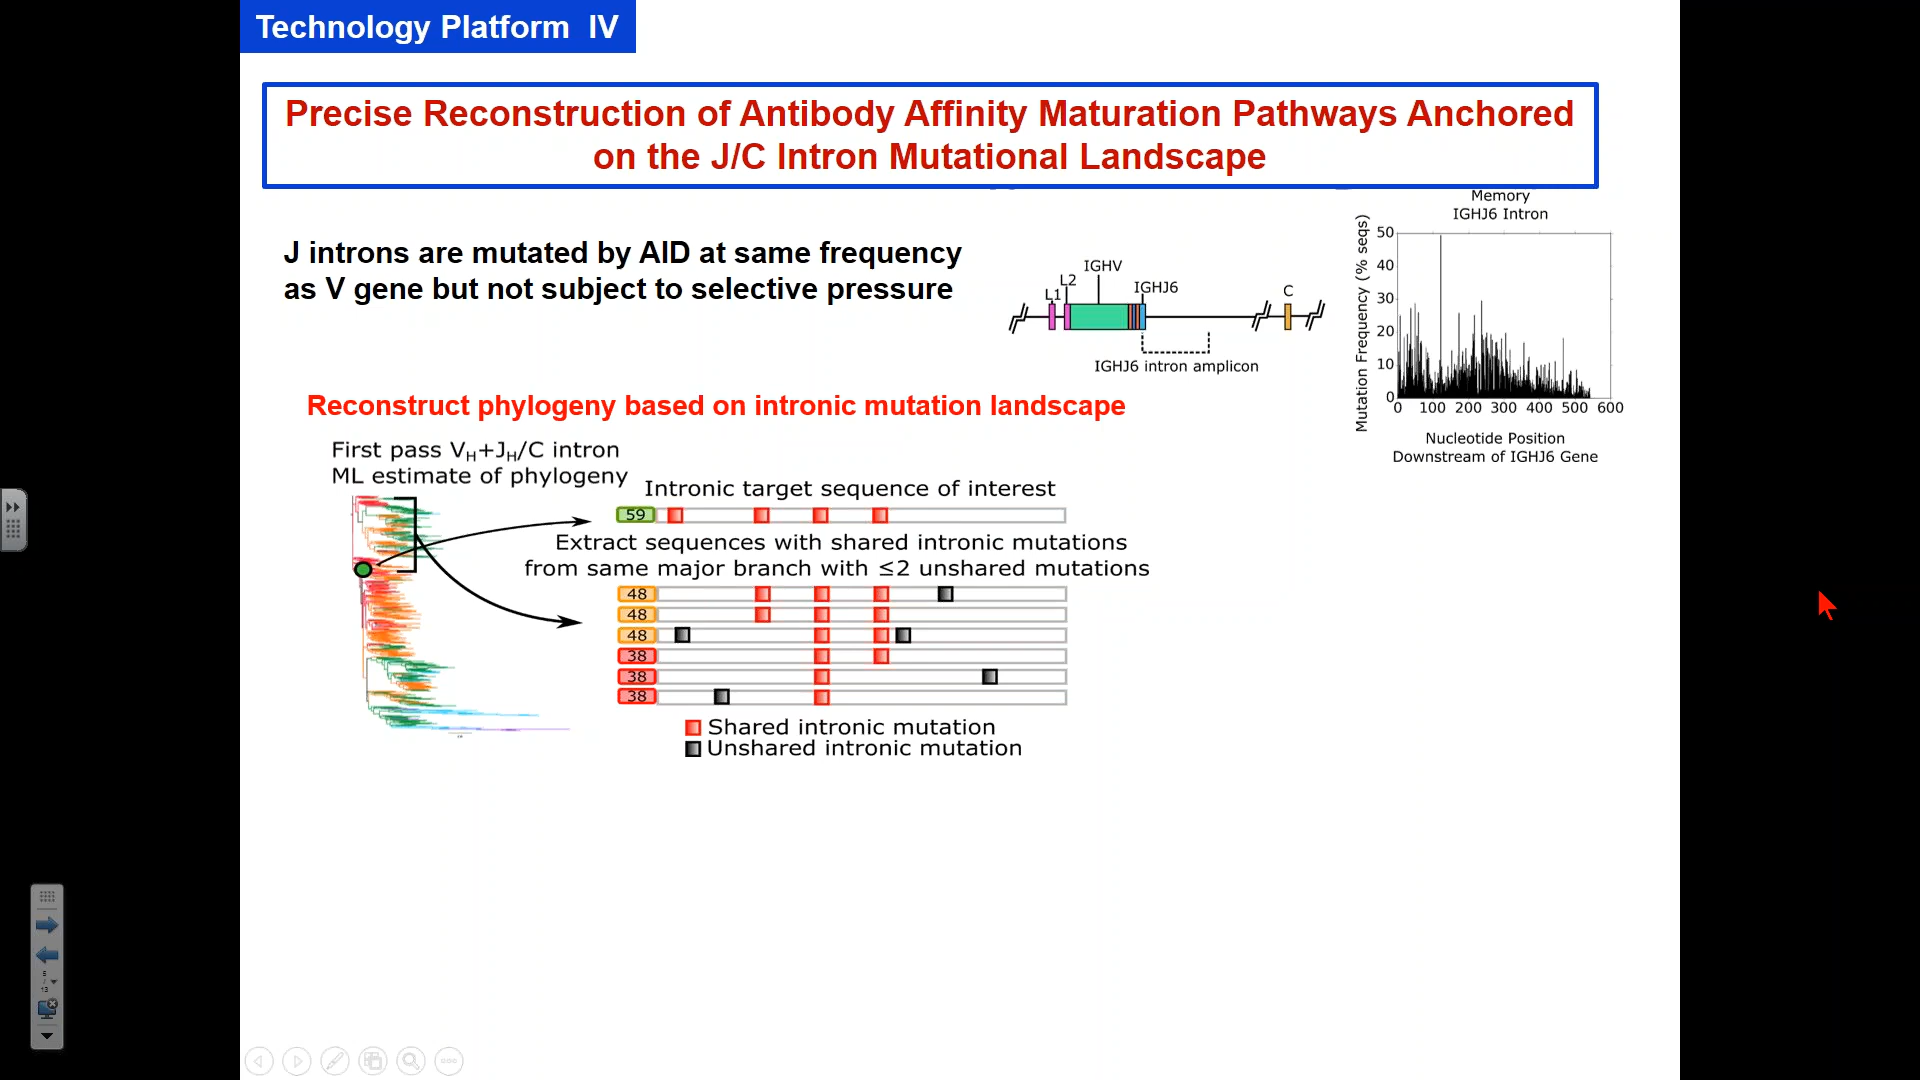 Technology Platform IV
Precise Reconstruction of Antibody Affinity Maturation Pathways Anchored
on the J/C Intron Mutational Landscape
J introns are mutated by AID at same frequency
as V gene but not subject to selective pressure
L1
L2
IGHV
IGHJ6
C
IGHJ6 intron amplicon
Memory
IGHJ6 Intron
Mutation Frequency (% seqs)
50
40
30
20
10
0
0 100 200 300 400 500 600
Nucleotide Position
Downstream of IGHJ6 Gene
Reconstruct phylogeny based on intronic mutation landscape
First pass VH+JH/C intron
ML estimate of phylogeny
Intronic target sequence of interest
59
Extract sequences with shared intronic mutations
from same major branch with ≤2 unshared mutations
48
48
48
38
38
38
Shared intronic mutation
Unshared intronic mutation
5
/
13